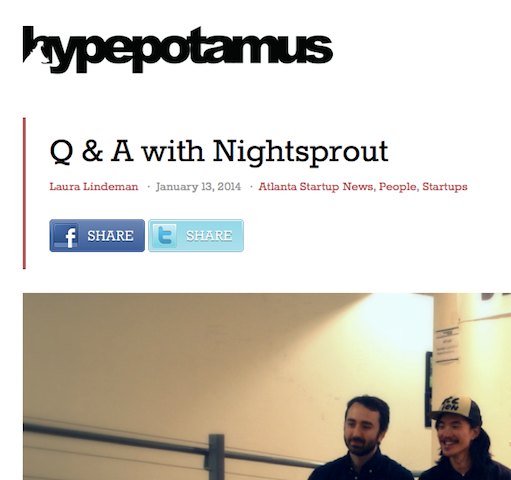 hypepotamus
Q & A with Nightsprout
Laura Lindeman · January 13, 2014 · Atlanta Startup News, People, Startups
f SHARE t SHARE